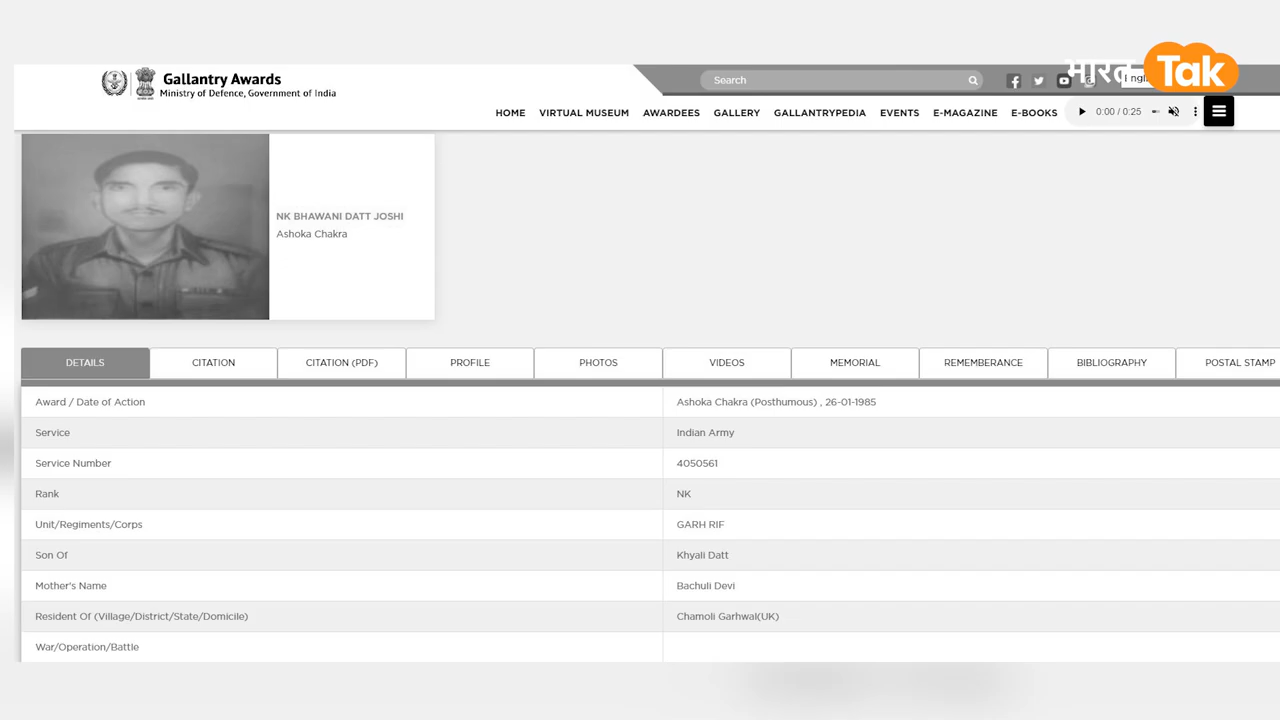 भारत Tak
Gallantry Awards
Ministry of Defence, Government of India
Search
HOME VIRTUAL MUSEUM AWARDEES GALLERY GALLANTRYPEDIA EVENTS E-MAGAZINE E-BOOKS 0:00 / 0:25
NK BHAWANI DATT JOSHI
Ashoka Chakra
DETAILS CITATION CITATION (PDF) PROFILE PHOTOS VIDEOS MEMORIAL REMEMBERANCE BIBLIOGRAPHY POSTAL STAMP
Award / Date of Action Ashoka Chakra (Posthumous) , 26-01-1985
Service Indian Army
Service Number 4050561
Rank NK
Unit/Regiments/Corps GARH RIF
Son Of Khyali Datt
Mother's Name Bachuli Devi
Resident Of (Village/District/State/Domicile) Chamoli Garhwal(UK)
War/Operation/Battle